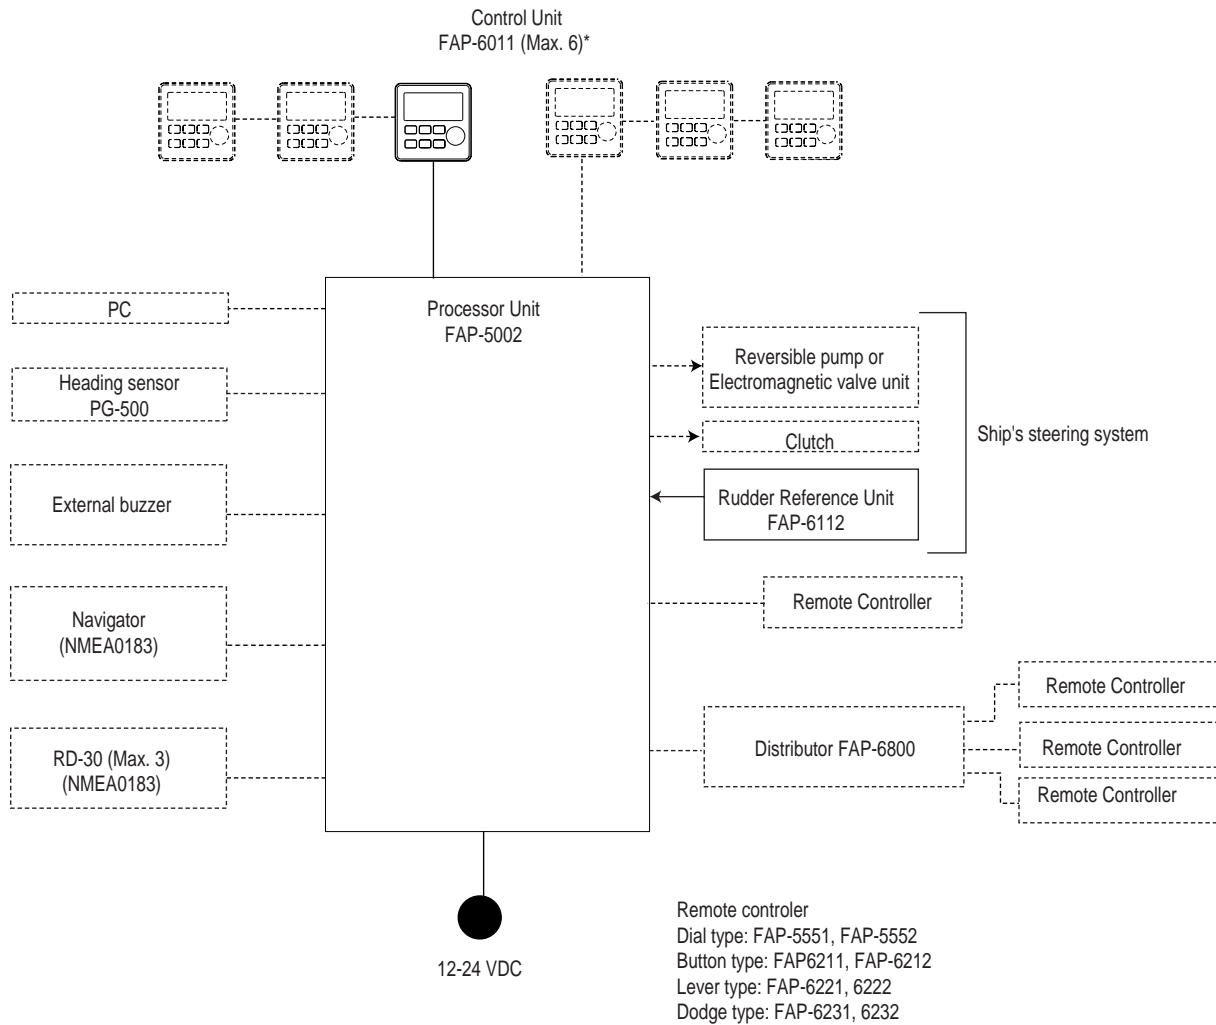 Control Unit
FAP-6011 (Max. 6)*
PC
Heading sensor
PG-500
External buzzer
Navigator
(NMEA0183)
RD-30 (Max. 3)
(NMEA0183)
Processor Unit
FAP-5002
Reversible pump or
Electromagnetic valve unit
Clutch
Rudder Reference Unit
FAP-6112
Ship's steering system
Remote Controller
Distributor FAP-6800
Remote Controller
Remote Controller
Remote Controller
12-24 VDC
Remote controler
Dial type: FAP-5551, FAP-5552
Button type: FAP6211, FAP-6212
Lever type: FAP-6221, 6222
Dodge type: FAP-6231, 6232